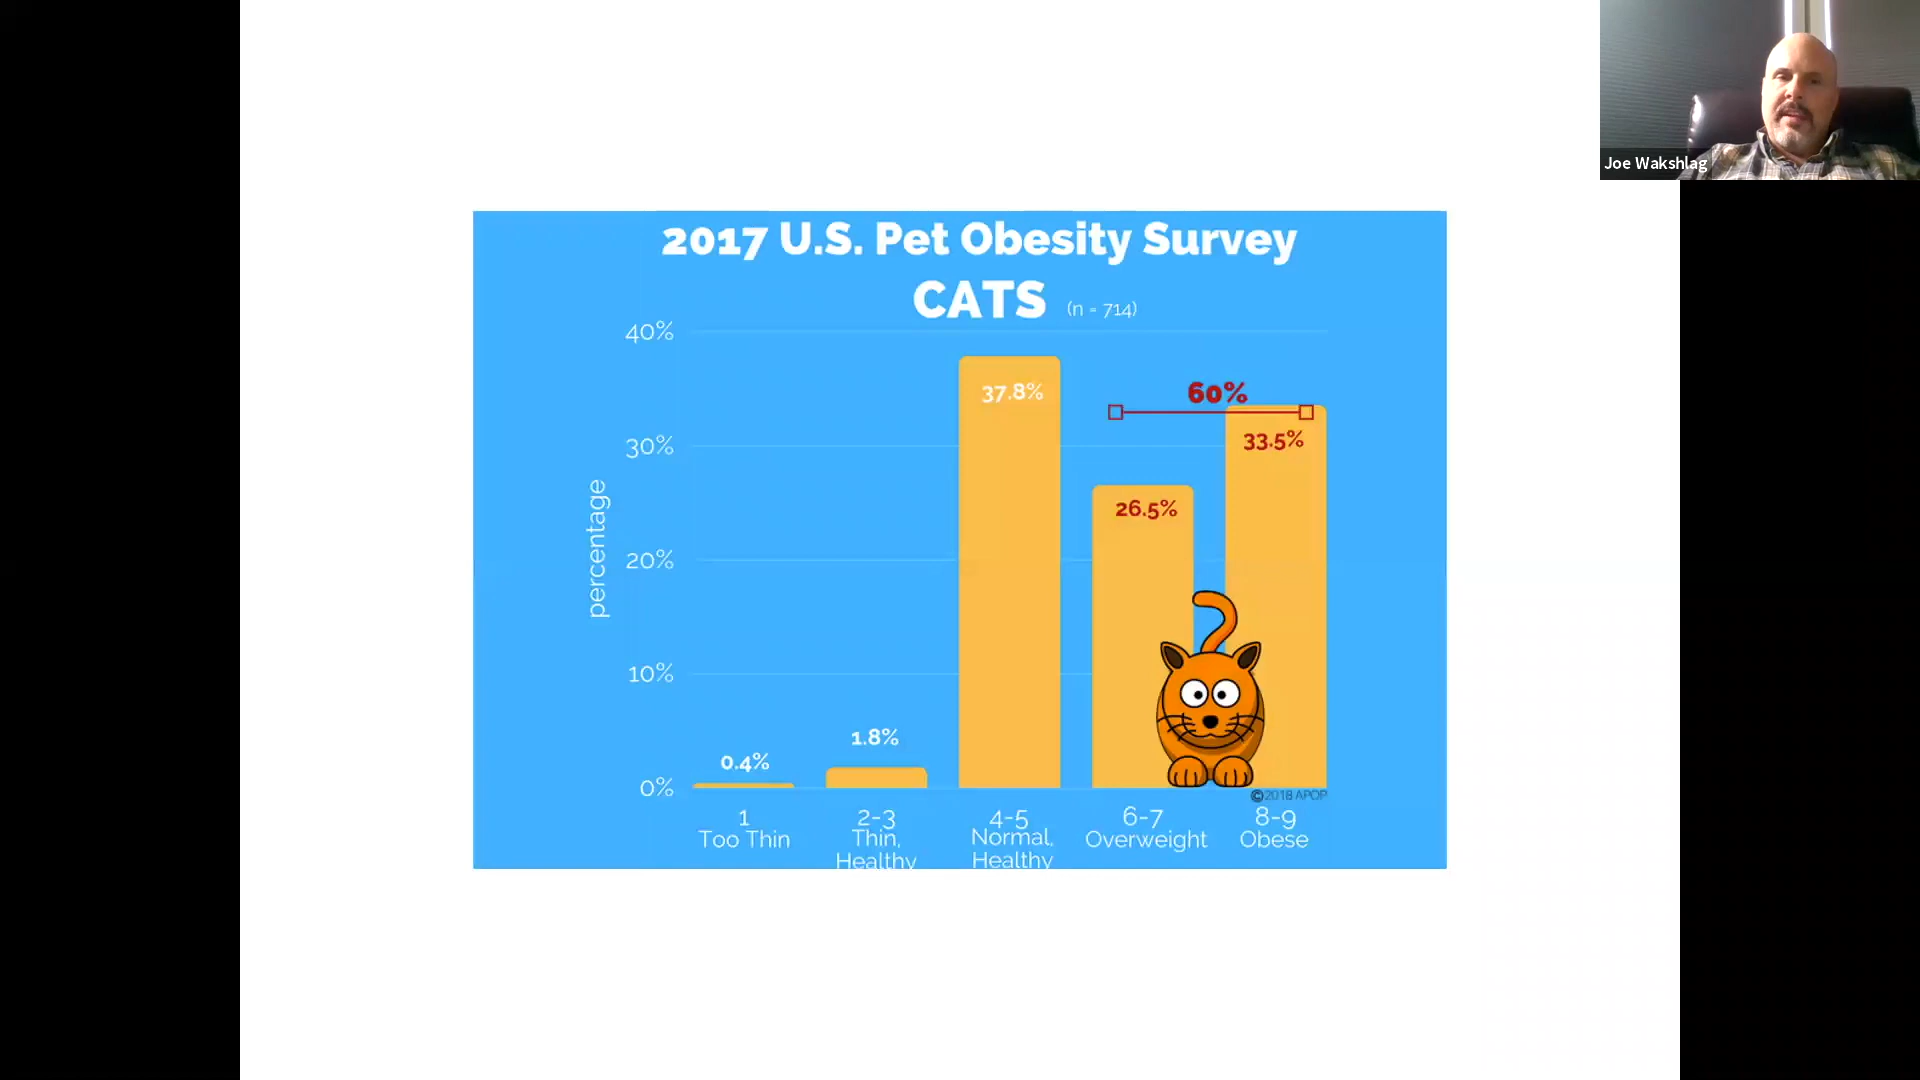 Joe Wakshlag
2017 U.S. Pet Obesity Survey
CATS (n = 714)
40%
30%
20%
10%
0%
percentage
0.4%
1.8%
37.8%
26.5%
60%
33.5%
©2018 APOP
1
Too Thin
2-3
Thin,
Healthy
4-5
Normal,
Healthy
6-7
Overweight
8-9
Obese